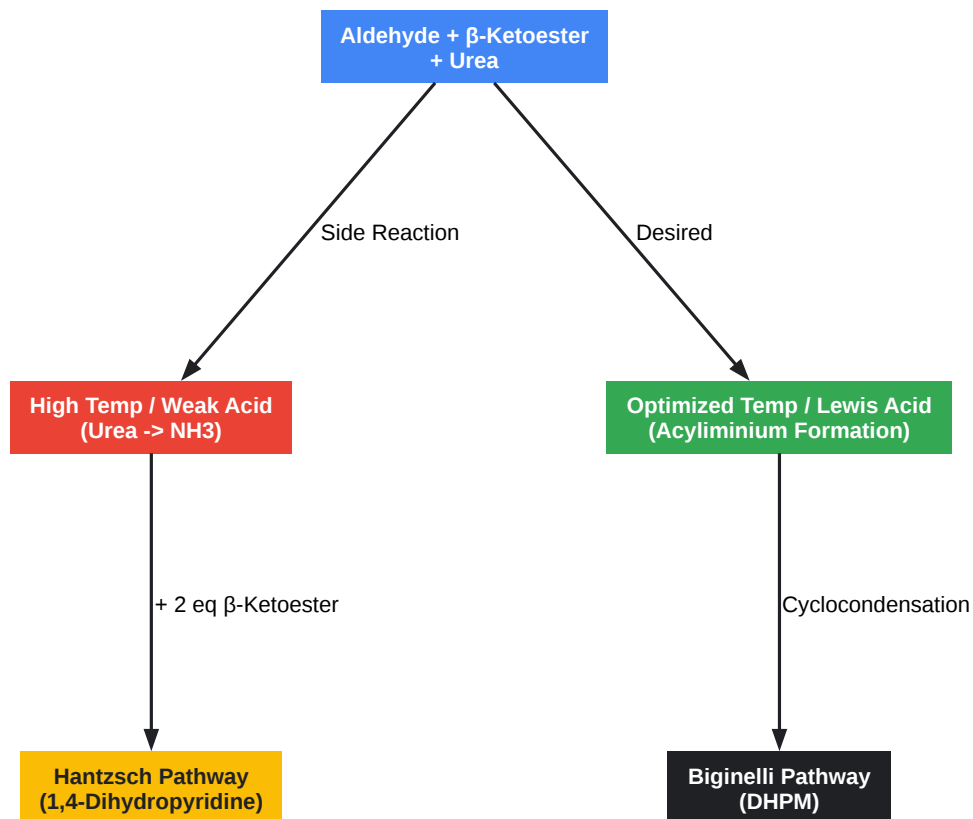 Aldehyde + β-Ketoester
+ Urea
Side Reaction
Desired
High Temp / Weak Acid
(Urea -> NH3)
Optimized Temp / Lewis Acid
(Acyliminium Formation)
+ 2 eq β-Ketoester
Cyclocondensation
Hantzsch Pathway
(1,4-Dihydropyridine)
Biginelli Pathway
(DHPM)